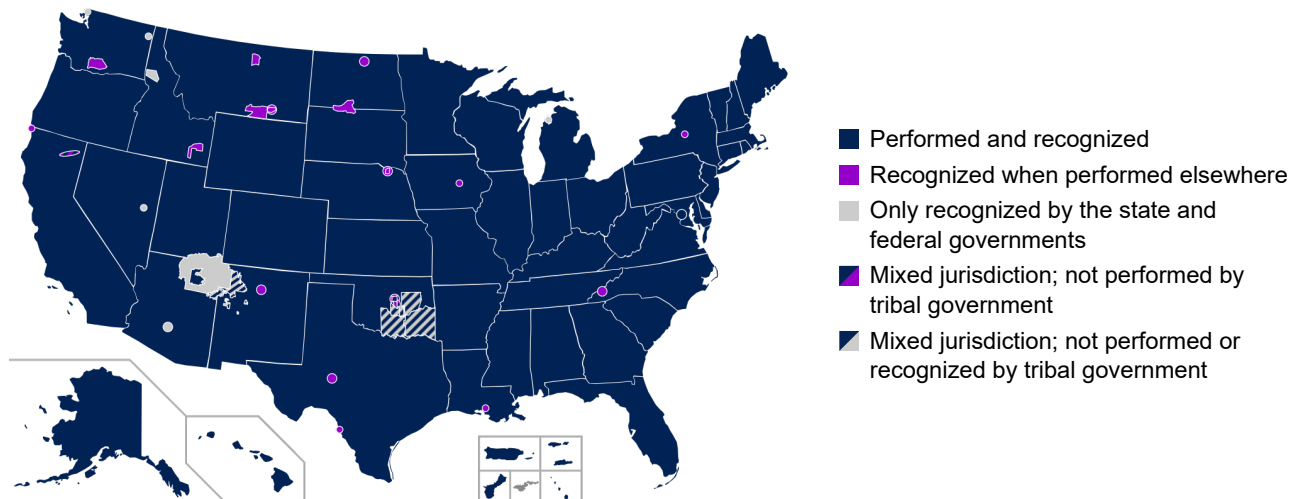 Performed and recognized
Recognized when performed elsewhere
Only recognized by the state and
federal governments
Mixed jurisdiction; not performed by
tribal government
Mixed jurisdiction; not performed or
recognized by tribal government